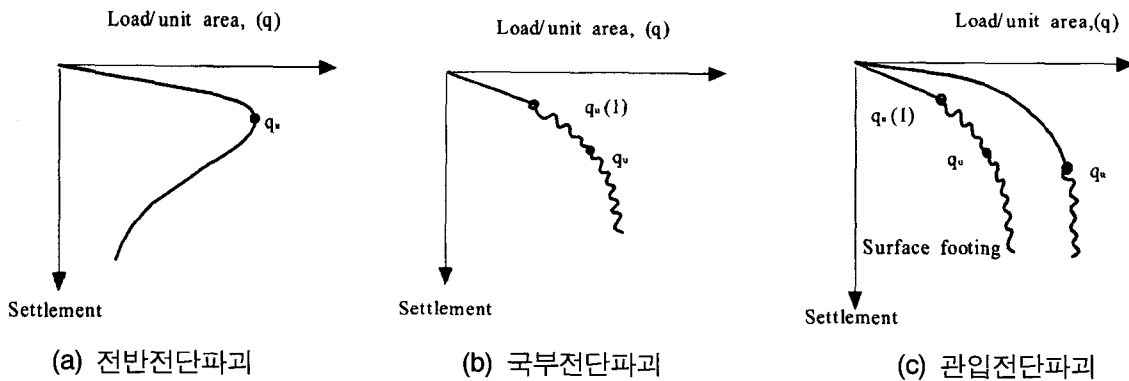 Load/unit area, (q)
qu
Settlement
(a) 전반전단파괴
Load/unit area, (q)
qu(1)
qu
Settlement
(b) 국부전단파괴
Load/unit area,(q)
qu(1)
qu
qu
Surface footing
Settlement
(c) 관입전단파괴